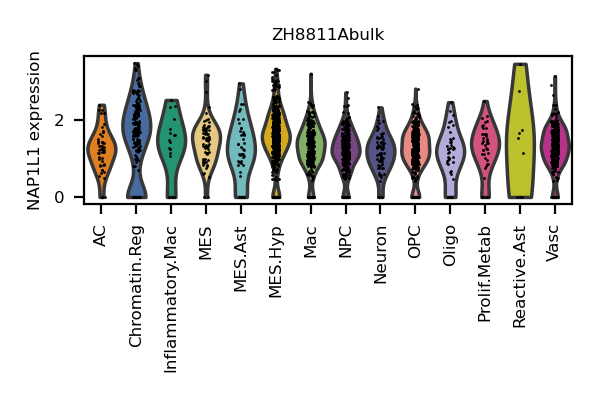 ZH8811Abulk
NAP1L1 expression
2
0
AC
Chromatin.Reg
Inflammatory.Mac
MES
MES.Ast
MES.Hyp
Mac
NPC
Neuron
OPC
Oligo
Prolif.Metab
Reactive.Ast
Vasc